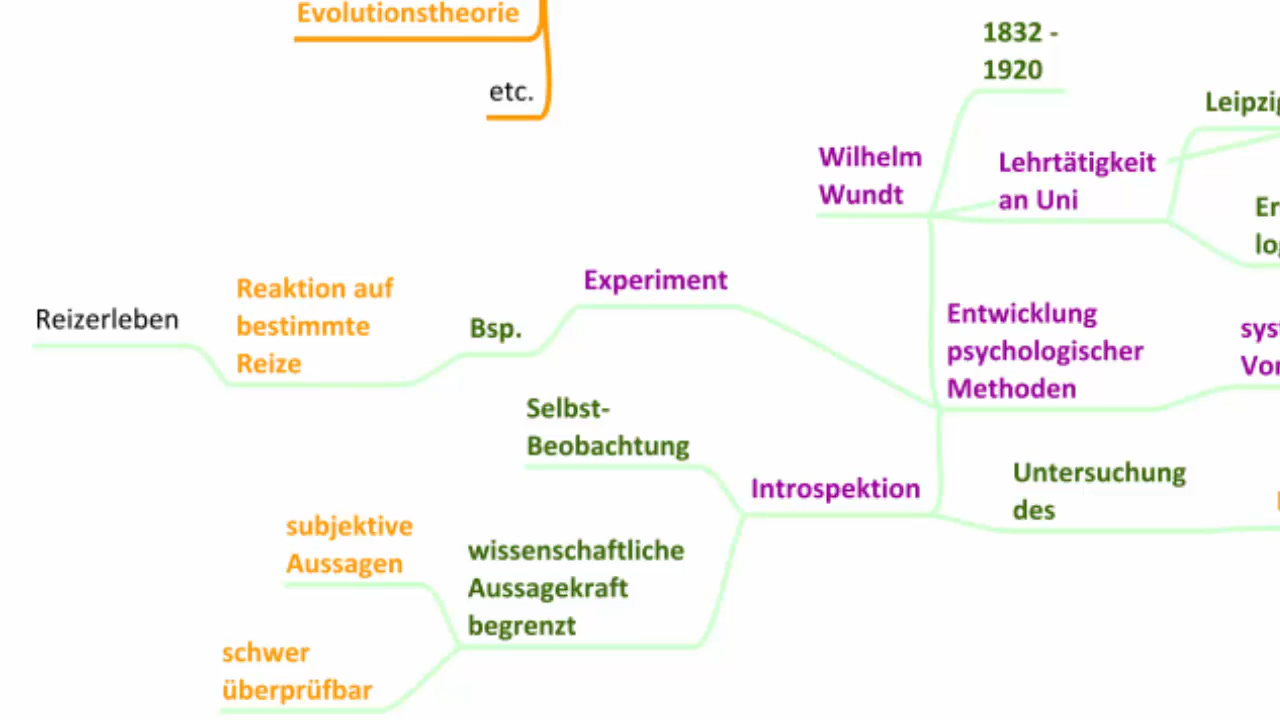 Evolutionstheorie
etc.
1832 -
1920
Wilhelm
Wundt
Lehrtätigkeit
an Uni
Experiment
Reaktion auf
bestimmte
Reize
Reizerleben
Bsp.
Entwicklung
psychologischer
Methoden
Selbst-
Beobachtung
Introspektion
Untersuchung
des
subjektive
Aussagen
wissenschaftliche
Aussagekraft
begrenzt
schwer
überprüfbar